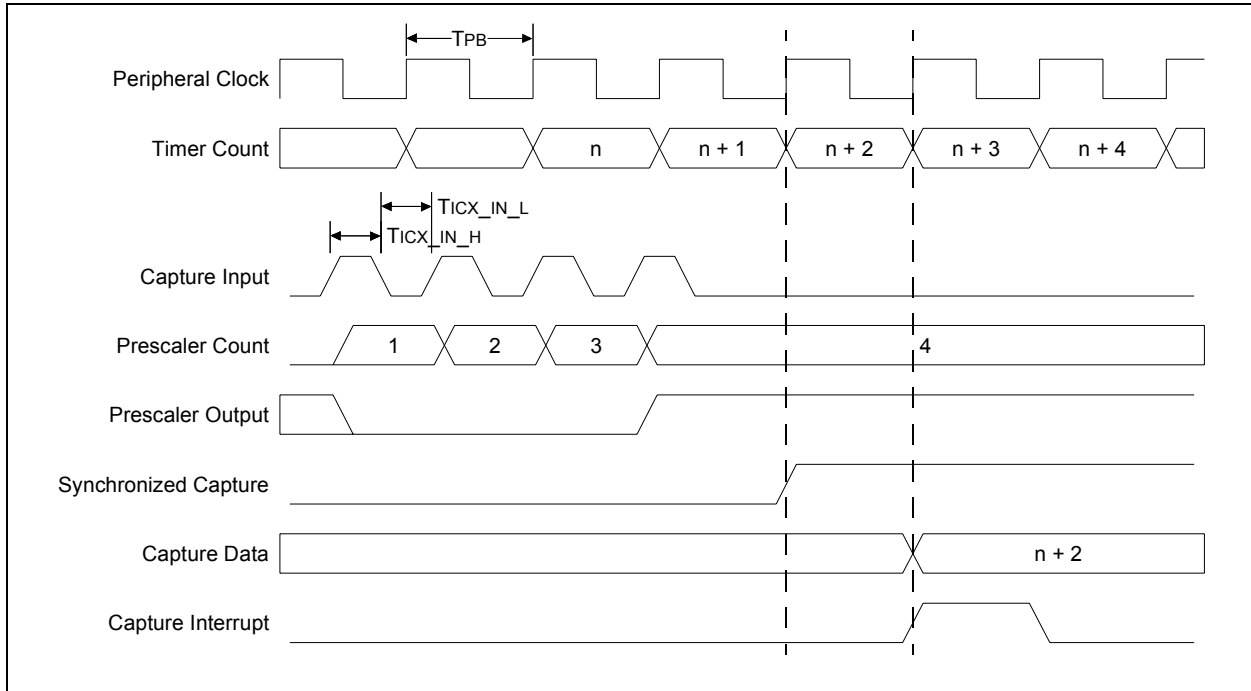 TPB
Peripheral Clock
Timer Count
n
n + 1
n + 2
n + 3
n + 4
TICX_IN_L
TICX_IN_H
Capture Input
Prescaler Count
1
2
3
4
Prescaler Output
Synchronized Capture
Capture Data
n + 2
Capture Interrupt